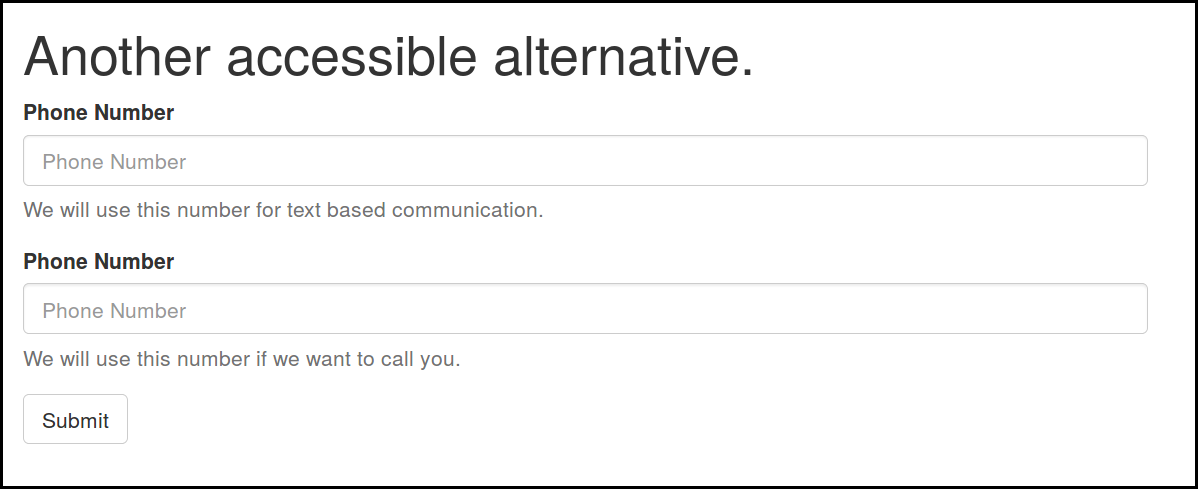 Another accessible alternative.
Phone Number
Phone Number
We will use this number for text based communication.
Phone Number
Phone Number
We will use this number if we want to call you.
Submit